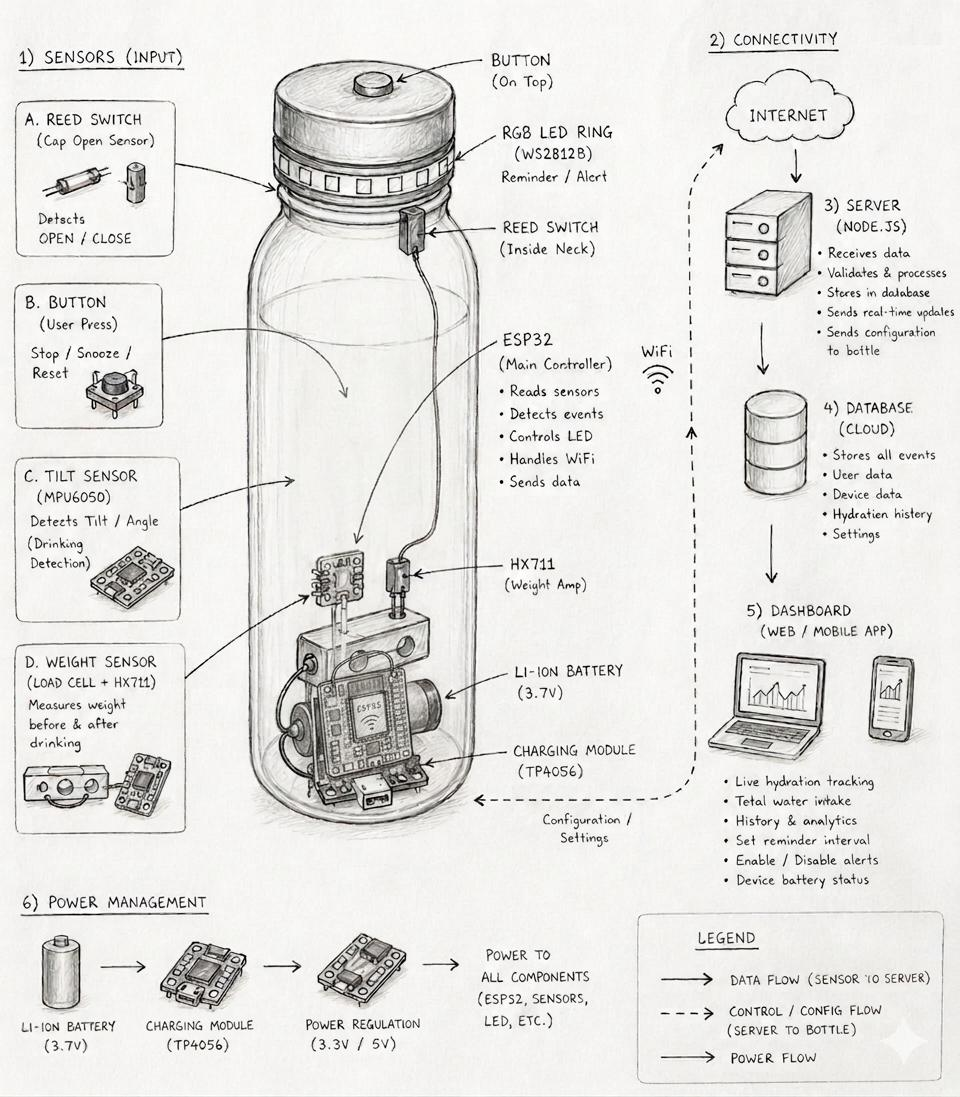 1) SENSORS (INPUT)
A. REED SWITCH
(Cap Open Sensor)
Detscts
OPEN / CLOSE
B. BUTTON
(User Press)
Stop / Snooze /
Reset
C. TILT SENSOR
(MPU6050)
Detects Tilt / Angle
(Drinking
Detection)
D. WEIGHT SENSOR
(LOAD CELL + HX711)
Measures weight
before & after
drinking
BUTTON
(On Top)
RGB LED RING
(WS2812B)
Reminder / Alert
REED SWITCH
(Inside Neck)
ESP32
(Main Controller)
• Reads sensors
• Detects events
• Controls LED
• Handles WiFi
• Sends data
HX711
(Weight Amp)
LI-ION BATTERY
(3.7V)
CHARGING MODULE
(TP4056)
Configuration /
Settings
WiFi
2) CONNECTIVITY
INTERNET
3) SERVER
(NODE.JS)
• Receives data
• Validates & processes
• Stores in database
• Sends real-time updates
• Sends configuration
to bottle
4) DATABASE
(CLOUD)
• Stores all events
• User data
• Device data
• Hydration history
• Settings
5) DASHBOARD
(WEB / MOBILE APP)
• Live hydration tracking
• Total water intake
• History & analytics
• Set reminder interval
• Enable / Disable alerts
• Device battery status
6) POWER MANAGEMENT
LI-ION BATTERY
(3.7V)
CHARGING MODULE
(TP4056)
POWER REGULATION
(3.3V / 5V)
POWER TO
ALL COMPONENTS
(ESPS2, SENSORS,
LED, ETC.)
LEGEND
DATA FLOW (SENSOR 'IO SERVER)
CONTROL / CONFIG FLOW
(SERVER TO BOTTLE)
POWER FLOW